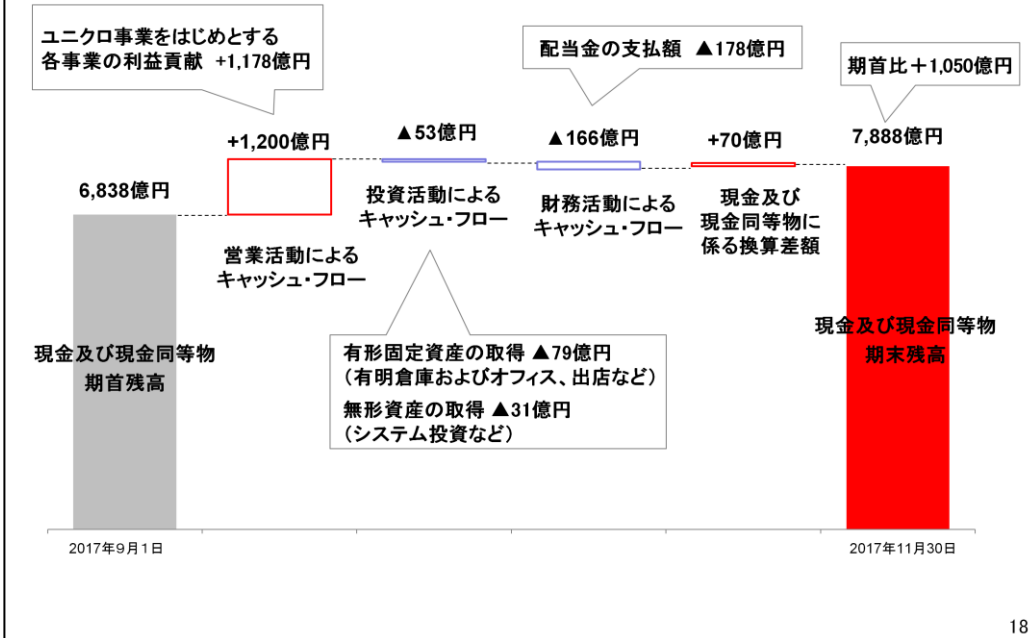 ユニクロ事業をはじめとする
各事業の利益貢献 +1,178億円
配当金の支払額 ▲178億円
期首比＋1,050億円
6,838億円
+1,200億円
▲53億円
▲166億円
+70億円
7,888億円
営業活動による
キャッシュ・フロー
投資活動による
キャッシュ・フロー
財務活動による
キャッシュ・フロー
現金及び
現金同等物に
係る換算差額
現金及び現金同等物
期首残高
有形固定資産の取得 ▲79億円
（有明倉庫およびオフィス、出店など）
無形資産の取得 ▲31億円
（システム投資など）
現金及び現金同等物
期末残高
2017年９月１日
2017年11月30日
18